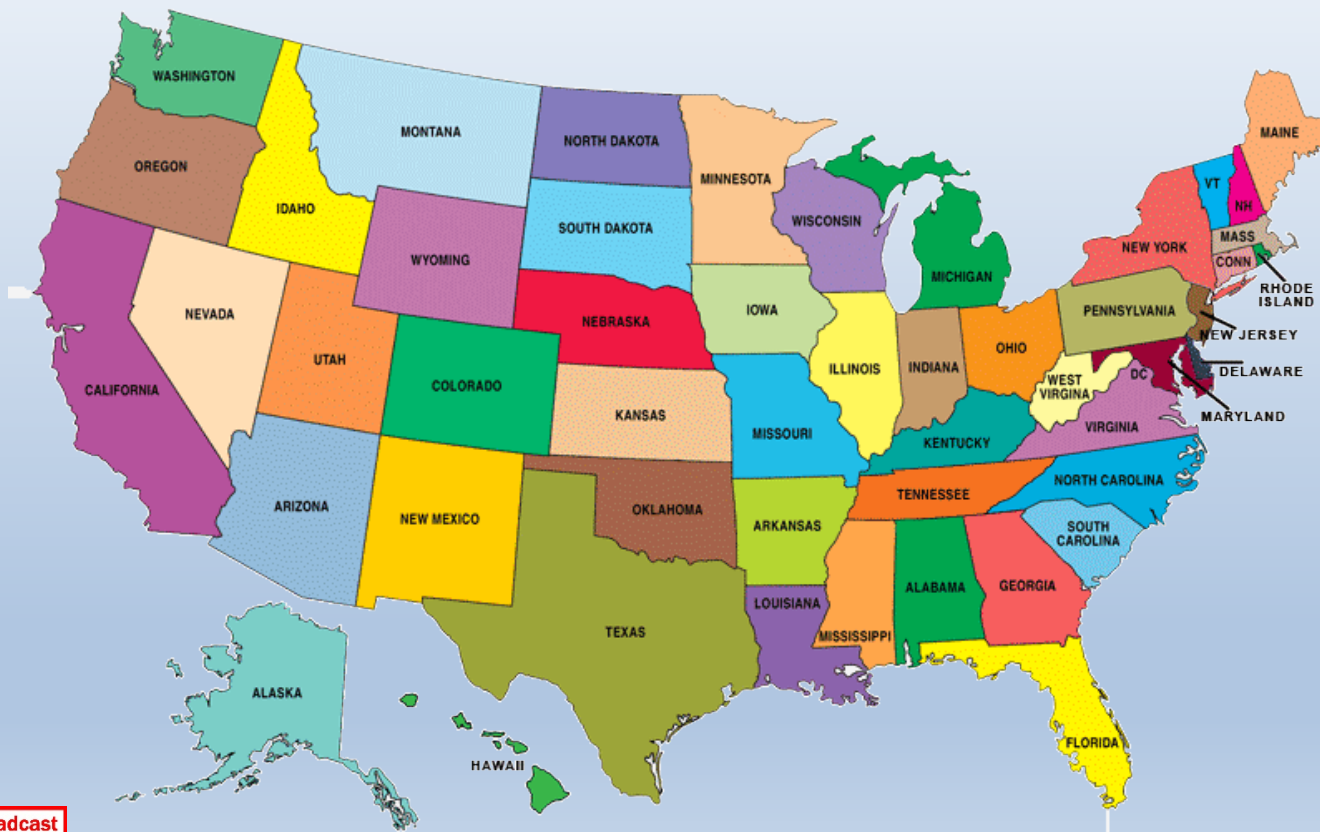 WASHINGTON
OREGON
IDAHO
MONTANA
NORTH DAKOTA
MINNESOTA
SOUTH DAKOTA
WYOMING
WISCONSIN
MICHIGAN
MAINE
VT
NH
NEW YORK
MASS
CONN
RHODE
ISLAND
CALIFORNIA
NEVADA
UTAH
COLORADO
NEBRASKA
IOWA
KANSAS
MISSOURI
ILLINOIS
INDIANA
OHIO
PENNSYLVANIA
NEW JERSEY
DELAWARE
MARYLAND
DC
WEST
VIRGINA
VIRGINIA
KENTUCKY
ARIZONA
NEW MEXICO
OKLAHOMA
ARKANSAS
TENNESSEE
NORTH CAROLINA
SOUTH
CAROLINA
TEXAS
LOUISIANA
MISSISSIPPI
ALABAMA
GEORGIA
FLORIDA
ALASKA
HAWAII
adcast